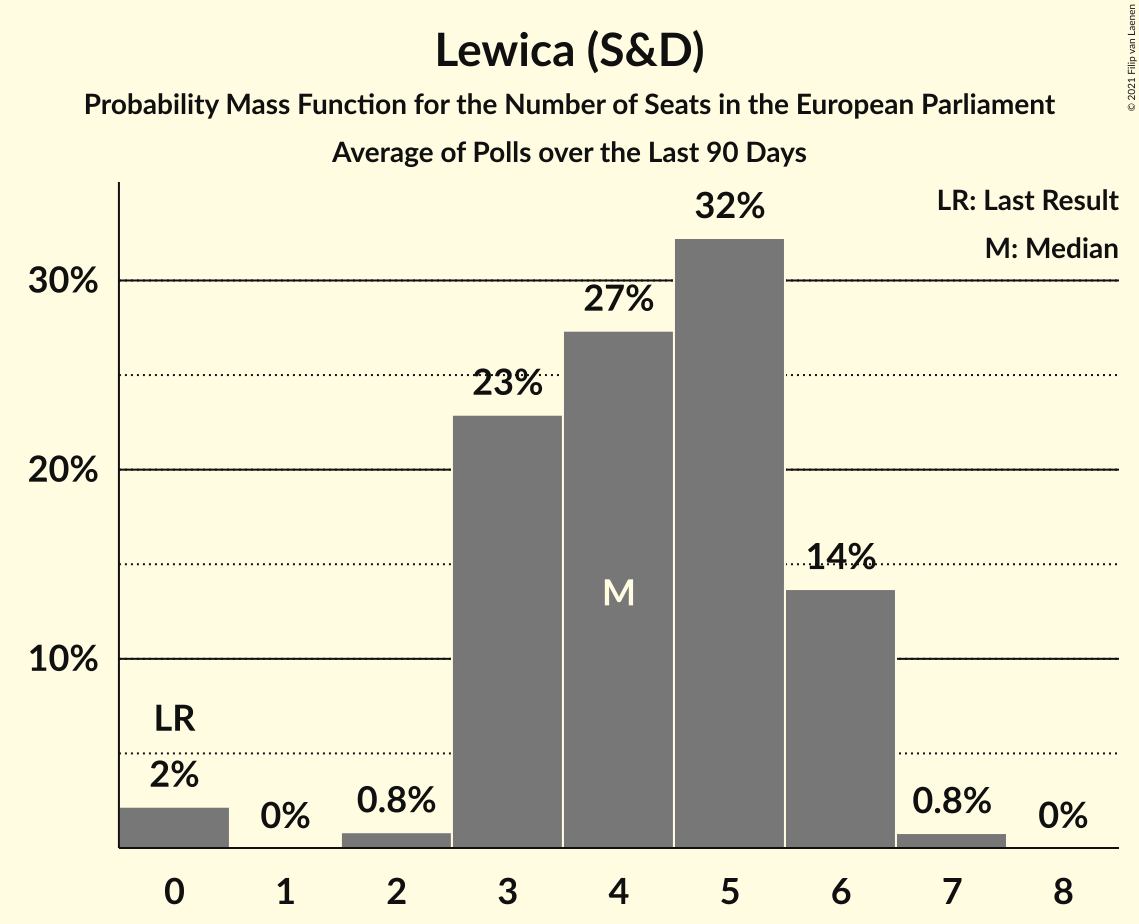 Lewica (S&D)
Probability Mass Function for the Number of Seats in the European Parliament
Average of Polls over the Last 90 Days
© 2021 Filip van Laenen
LR: Last Result
M: Median
32%
30%
27%
23%
20%
14%
M
10%
LR
2%
0%
0.8%
0.8%
0%
0 1 2 3 4 5 6 7 8